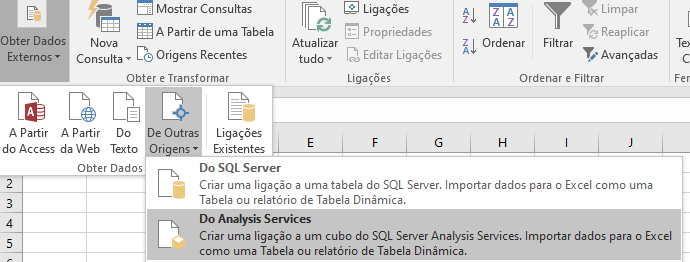 Obter Dados
Externos
Nova
Consulta
Mostrar Consultas
A Partir de uma Tabela
Origens Recentes
Obter e Transformar
Atualizar
tudo
Ligações
Propriedades
Editar Ligações
Ligações
A
Z
Z
A
Z A
A Z
Ordenar
Filtrar
Limpar
Reaplicar
Avançadas
Ordenar e Filtrar
Te
Col
Fer
A Partir
do Access
A Partir
da Web
Do
Texto
De Outras
Origens
Ligações
Existentes
Obter Dados
E F G H I J
2
3
4
5
6
Do SQL Server
Criar uma ligação a uma tabela do SQL Server. Importar dados para o Excel como uma
Tabela ou relatório de Tabela Dinâmica.
Do Analysis Services
Criar uma ligação a um cubo do SQL Server Analysis Services. Importar dados para o Excel
como uma Tabela ou relatório de Tabela Dinâmica.